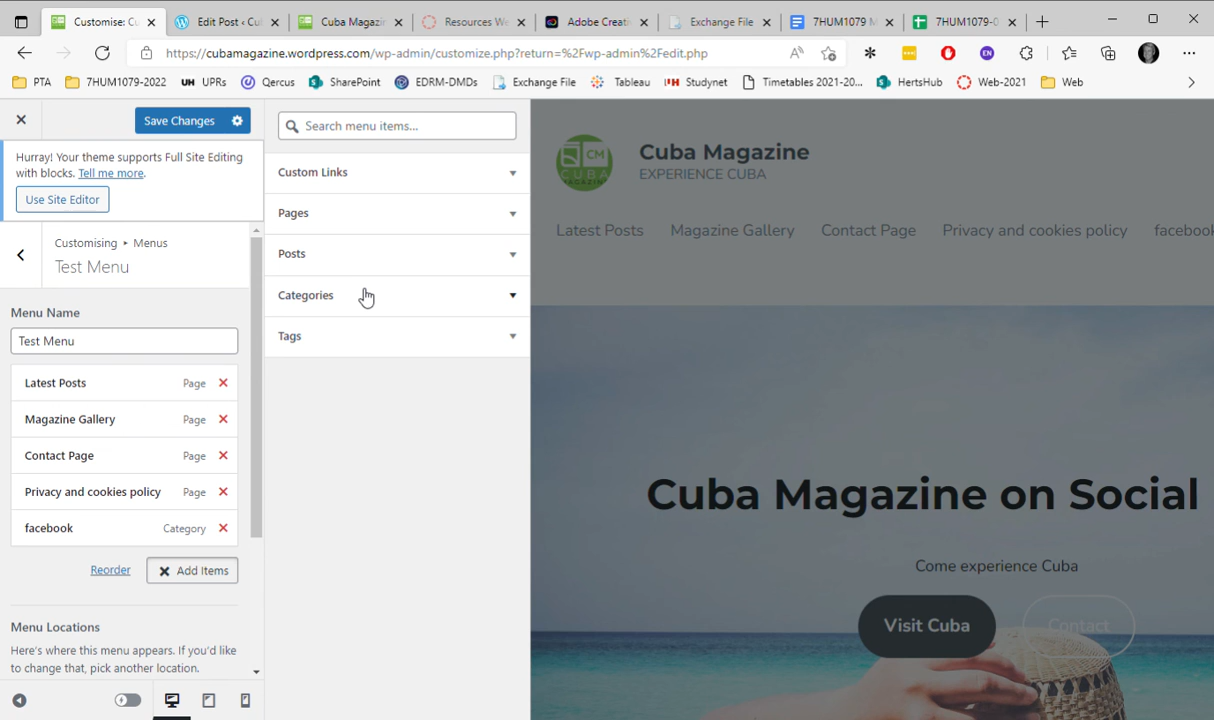 Customise: Cu
Edit Post ‹ Cub
Cuba Magazin
Resources We
Adobe Creati
Exchange File
7HUM1079 M
7HUM1079-0
https://cubamagazine.wordpress.com/wp-admin/customize.php?return=%2Fwp-admin%2Fedit.php
EN
PTA
7HUM1079-2022
UH UPRs
Qercus
SharePoint
EDRM-DMDs
Exchange File
Tableau
Studynet
Timetables 2021-20...
HertsHub
Web-2021
Web
Save Changes
Search menu items...
Hurray! Your theme supports Full Site Editing
with blocks. Tell me more.
Use Site Editor
Customising ▸ Menus
Test Menu
Menu Name
Test Menu
Latest Posts Page
Magazine Gallery Page
Contact Page Page
Privacy and cookies policy Page
facebook Category
Reorder
Add Items
Menu Locations
Here's where this menu appears. If you'd like
to change that, pick another location.
Custom Links
Pages
Posts
Categories
Tags
CM
CUBA
MAGAZINE
Cuba Magazine
EXPERIENCE CUBA
Latest Posts
Magazine Gallery
Contact Page
Privacy and cookies policy
facebook
Cuba Magazine on Social
Come experience Cuba
Visit Cuba
Contact